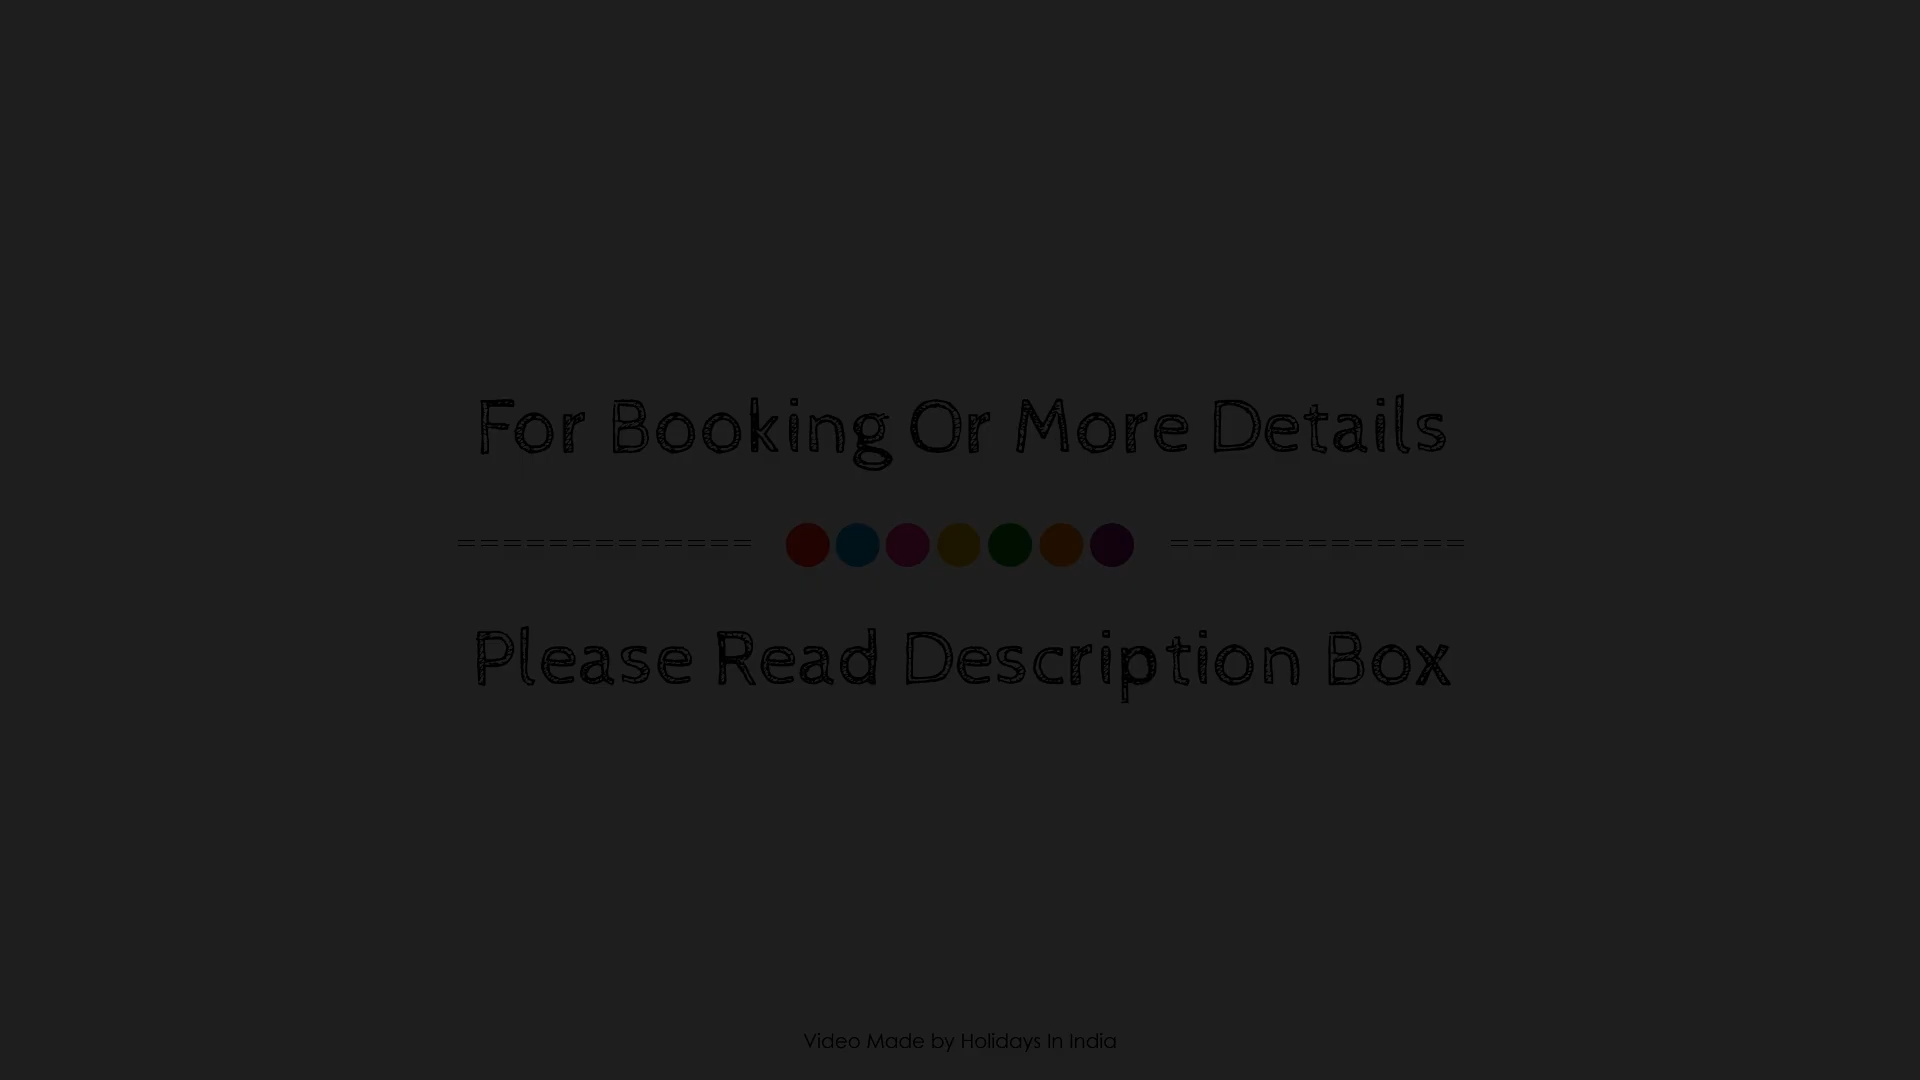 For Booking Or More Details
============= =============
Please Read Description Box
Video Made by Holidays In India